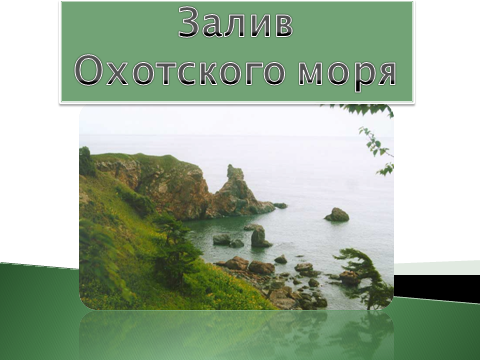 Залив
Охотского моря